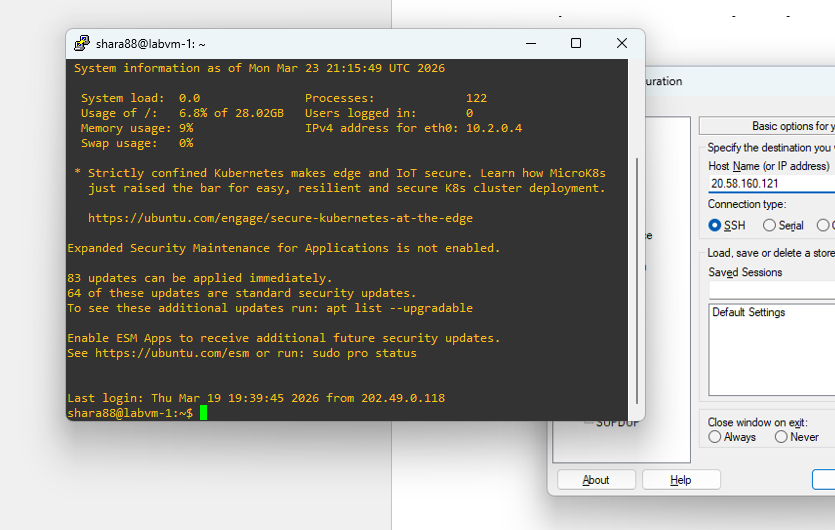 shara88@labvm-1: ~
System information as of Mon Mar 23 21:15:49 UTC 2026
System load:  0.0                Processes:             122
Usage of /:   6.8% of 28.02GB   Users logged in:       0
Memory usage: 9%                 IPv4 address for eth0: 10.2.0.4
Swap usage:   0%
* Strictly confined Kubernetes makes edge and IoT secure. Learn how MicroK8s
just raised the bar for easy, resilient and secure K8s cluster deployment.
https://ubuntu.com/engage/secure-kubernetes-at-the-edge
Expanded Security Maintenance for Applications is not enabled.
83 updates can be applied immediately.
64 of these updates are standard security updates.
To see these additional updates run: apt list --upgradable
Enable ESM Apps to receive additional future security updates.
See https://ubuntu.com/esm or run: sudo pro status
Last login: Thu Mar 19 19:39:45 2026 from 202.49.0.118
shara88@labvm-1:~$
uration
Basic options for y
Specify the destination you
Host Name (or IP address)
20.58.160.121
Connection type:
SSH
Serial
Load, save or delete a store
Saved Sessions
Default Settings
Close window on exit:
Always
Never
About
Help